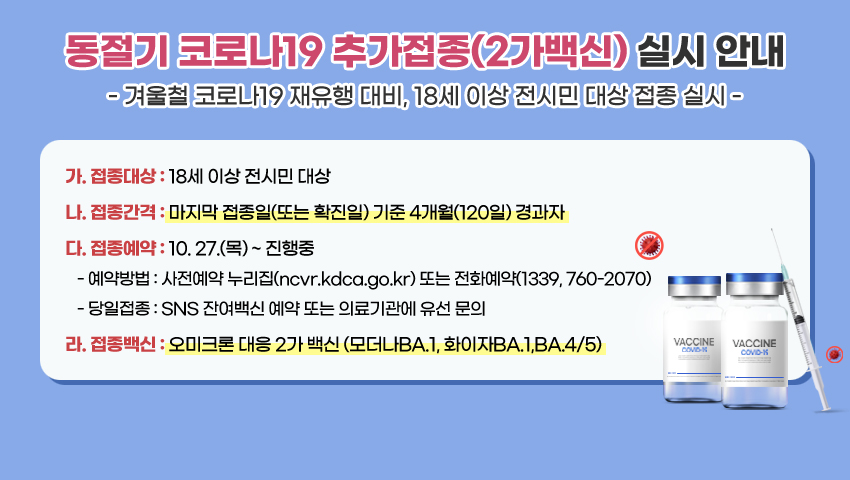 동절기 코로나19 추가접종(2가백신) 실시 안내
- 겨울철 코로나19 재유행 대비, 18세 이상 전시민 대상 접종 실시 -
가. 접종대상 : 18세 이상 전시민 대상
나. 접종간격 : 마지막 접종일(또는 확진일) 기준 4개월(120일) 경과자
다. 접종예약 : 10. 27.(목) ~ 진행중
- 예약방법 : 사전예약 누리집(ncvr.kdca.go.kr) 또는 전화예약(1339, 760-2070)
- 당일접종 : SNS 잔여백신 예약 또는 의료기관에 유선 문의
라. 접종백신 : 오미크론 대응 2가 백신 (모더나BA.1, 화이자BA.1,BA.4/5)
VACCINE
COVID-19
VACCINE
COVID-19